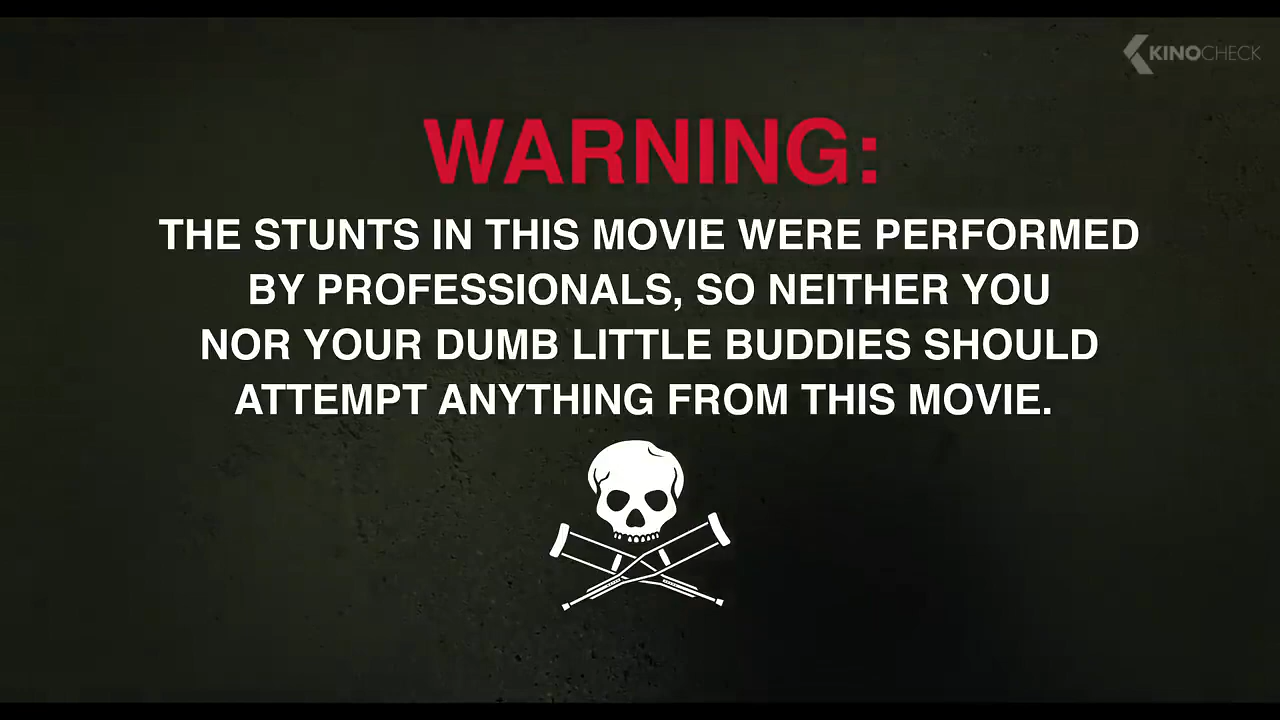 KINOCHECK
WARNING:
THE STUNTS IN THIS MOVIE WERE PERFORMED
BY PROFESSIONALS, SO NEITHER YOU
NOR YOUR DUMB LITTLE BUDDIES SHOULD
ATTEMPT ANYTHING FROM THIS MOVIE.